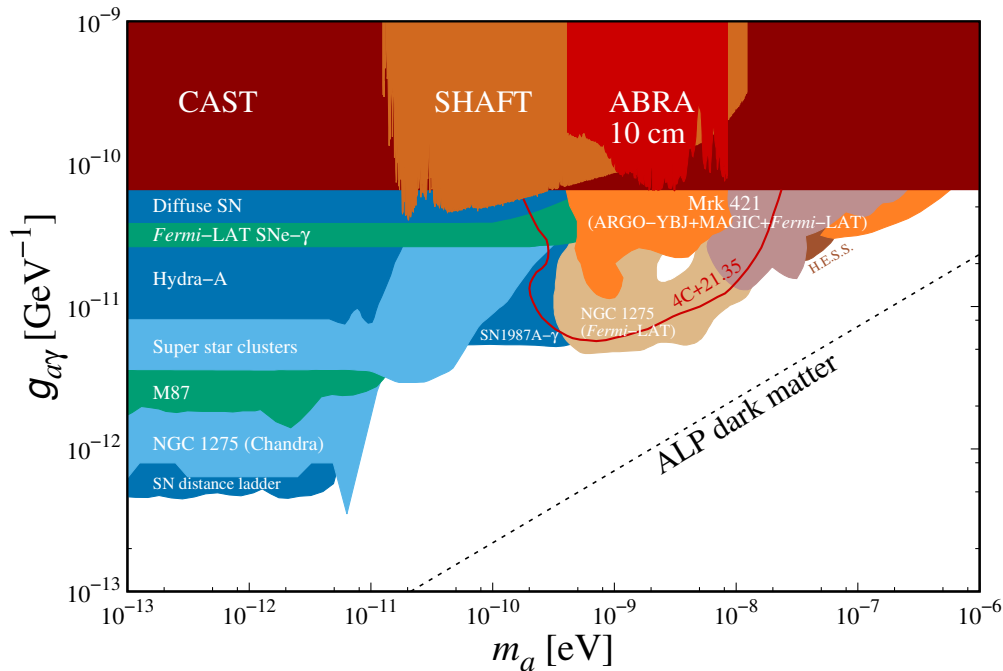 10⁻⁹
CAST
SHAFT
ABRA
10 cm
10⁻¹⁰
Diffuse SN
Mrk 421
(ARGO−YBJ+MAGIC+Fermi−LAT)
Fermi−LAT SNe−γ
H.E.S.S.
Hydra−A
4C+21.35
10⁻¹¹
NGC 1275
(Fermi−LAT)
SN1987A−γ
Super star clusters
M87
ALP dark matter
NGC 1275 (Chandra)
10⁻¹²
SN distance ladder
10⁻¹³
g_{aγ} [GeV⁻¹]
10⁻¹³ 10⁻¹² 10⁻¹¹ 10⁻¹⁰ 10⁻⁹ 10⁻⁸ 10⁻⁷ 10⁻⁶
m_a [eV]